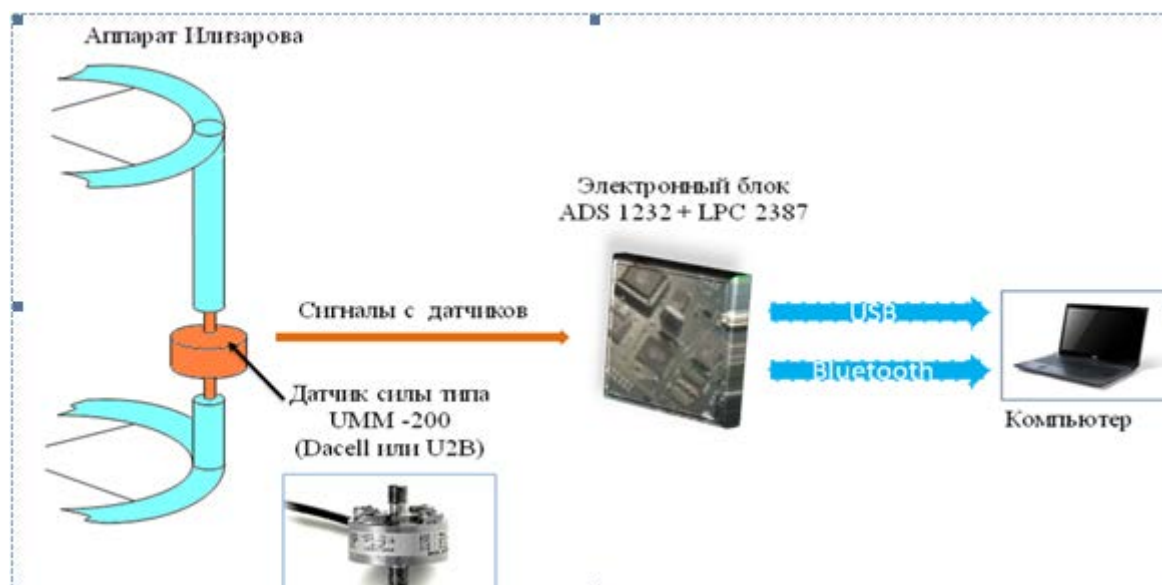 Аппарат Илизарова
Электронный блок
ADS 1232 + LPC 2387
Сигналы с датчиков
USB
Bluetooth
Датчик силы типа
UMM -200
(Dacell или U2B)
Компьютер